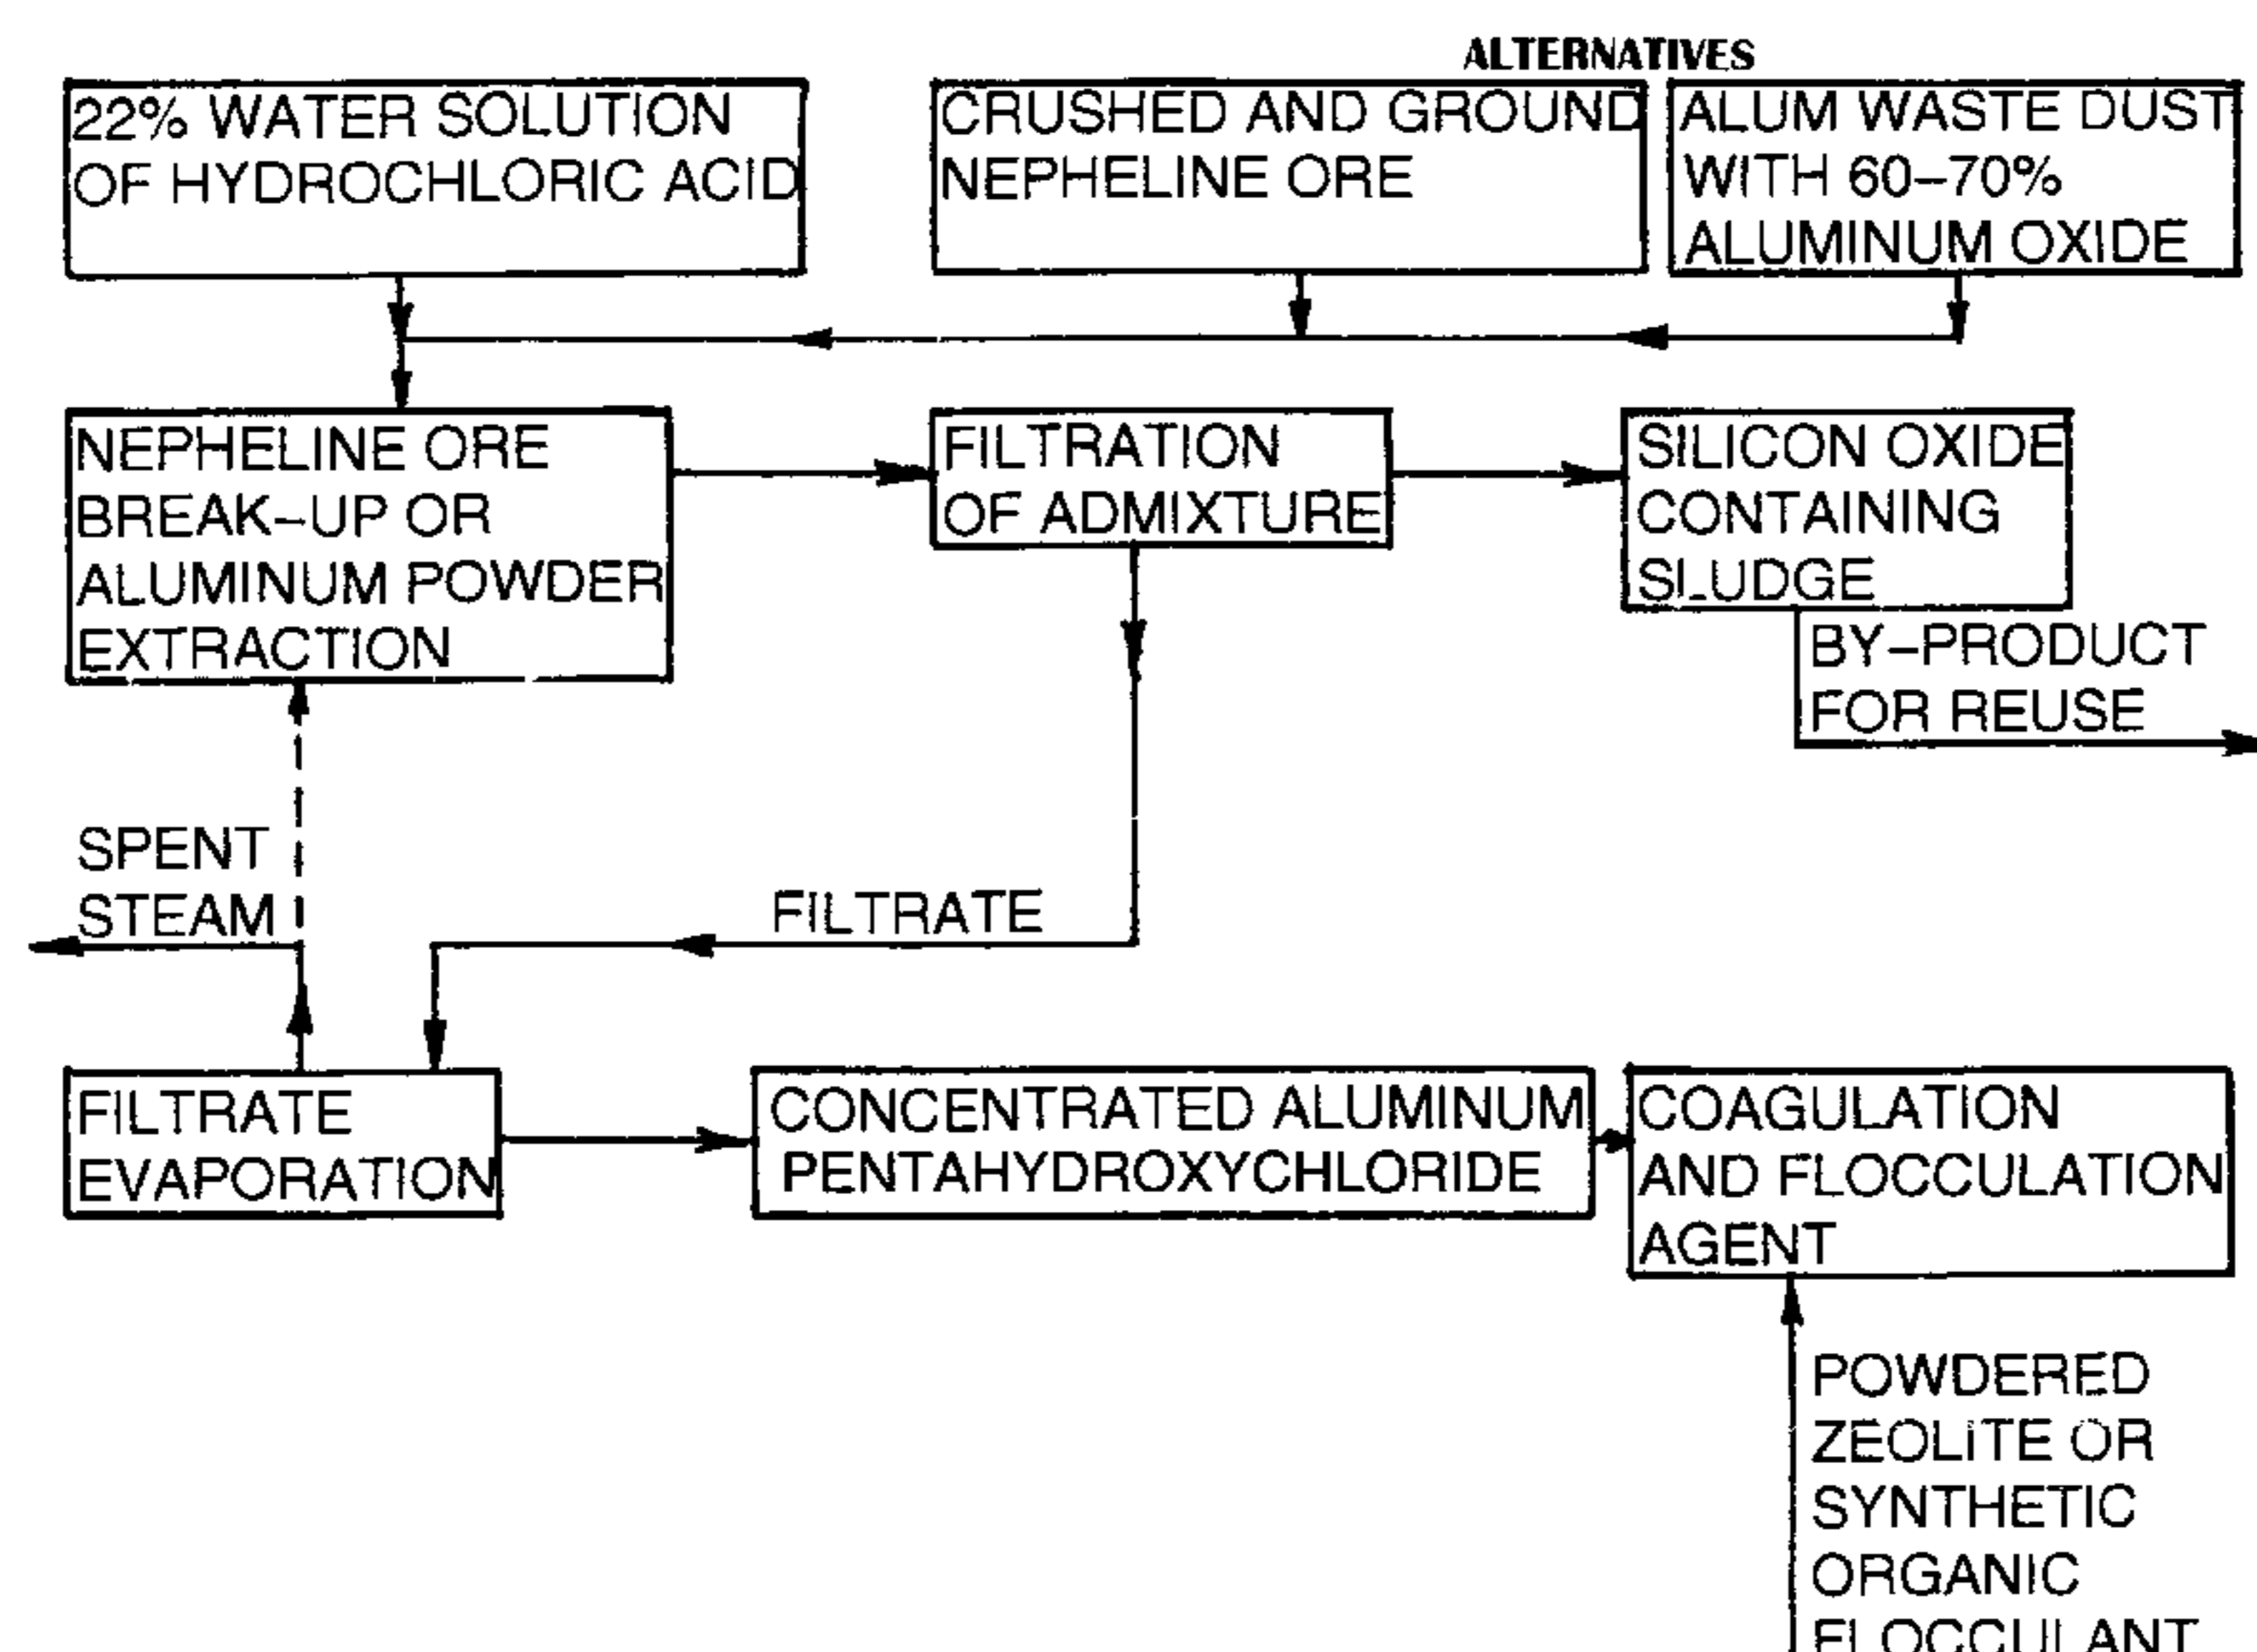 ALTERNATIVES
22% WATER SOLUTION
OF HYDROCHLORIC ACID
CRUSHED AND GROUND
NEPHELINE ORE
ALUM WASTE DUST
WITH 60–70%
ALUMINUM OXIDE
NEPHELINE ORE
BREAK–UP OR
ALUMINUM POWDER
EXTRACTION
FILTRATION
OF ADMIXTURE
SILICON OXIDE
CONTAINING
SLUDGE
BY–PRODUCT
FOR REUSE
SPENT
STEAM
FILTRATE
FILTRATE
EVAPORATION
CONCENTRATED ALUMINUM
PENTAHYDROXYCHLORIDE
COAGULATION
AND FLOCCULATION
AGENT
POWDERED
ZEOLITE OR
SYNTHETIC
ORGANIC
FLOCCULANT